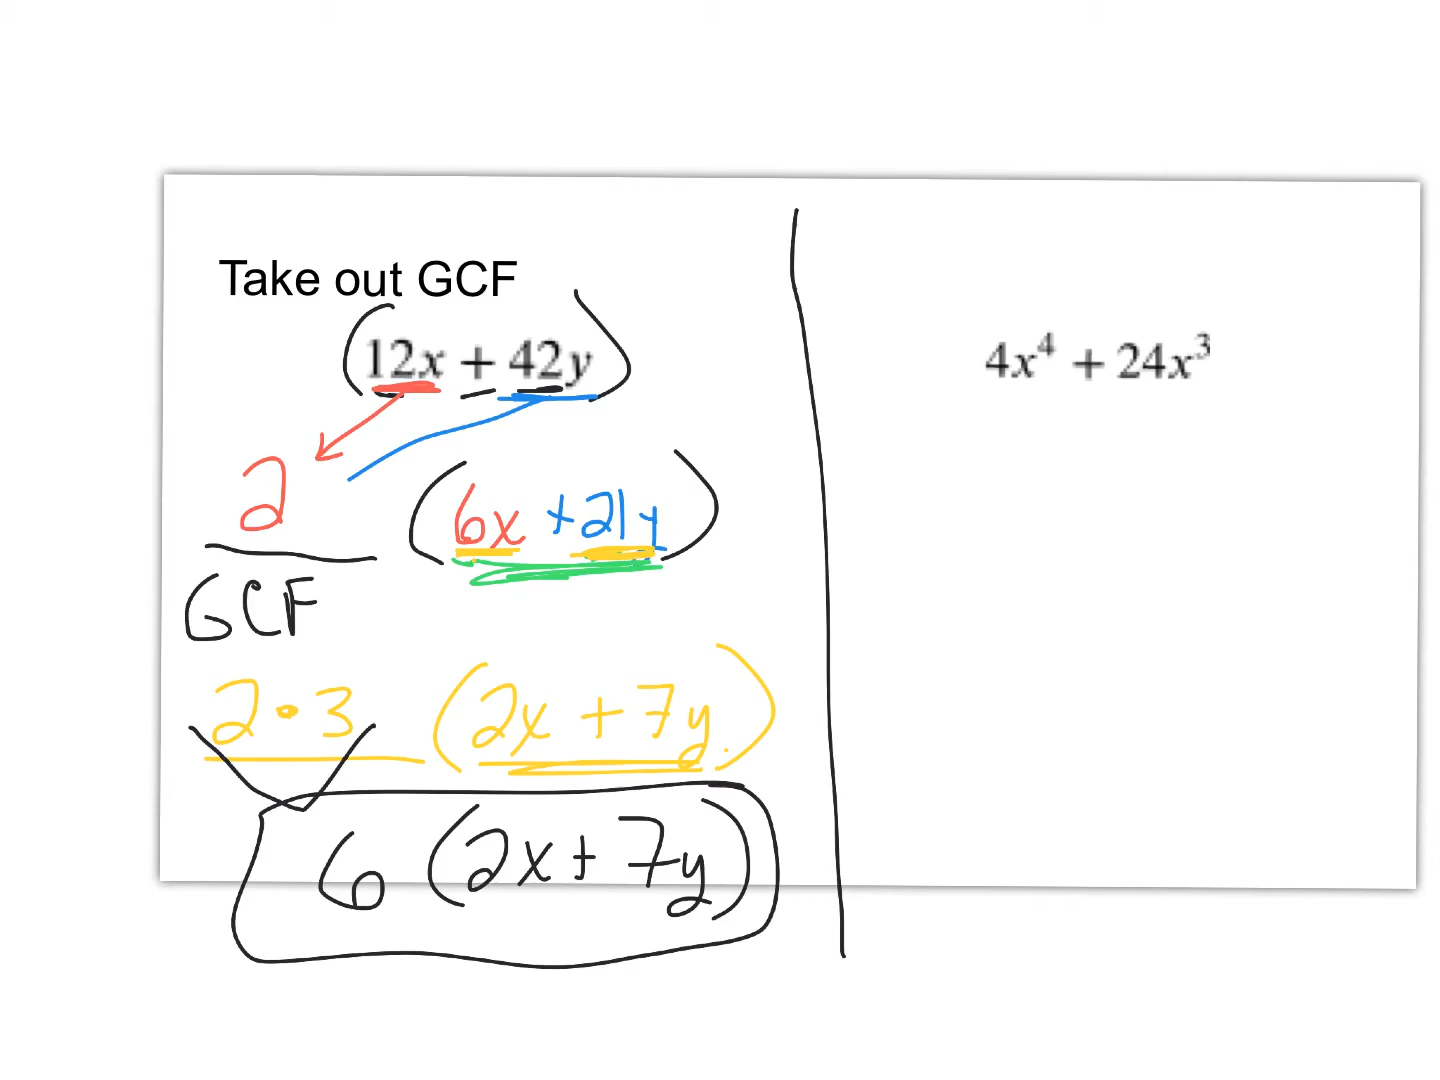 Take out GCF
(12x + 42y)
2 (6x +21y)
GCF
2 · 3 (2x + 7y)
6 (2x + 7y)
4x⁴ + 24x³